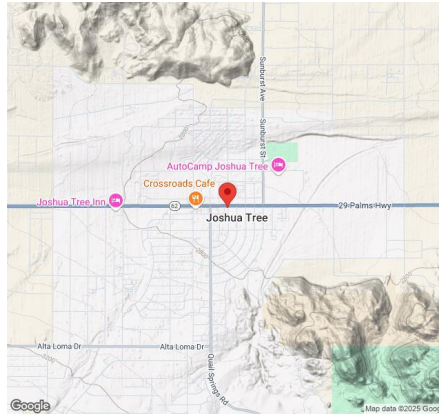 Sunburst Ave
Sunburst St
AutoCamp Joshua Tree
Crossroads Cafe
Joshua Tree Inn
62
29 Palms Hwy
Joshua Tree
Alta Loma Dr
Alta Loma Dr
Quail Springs Rd
Google
Map data ©2025 Goog